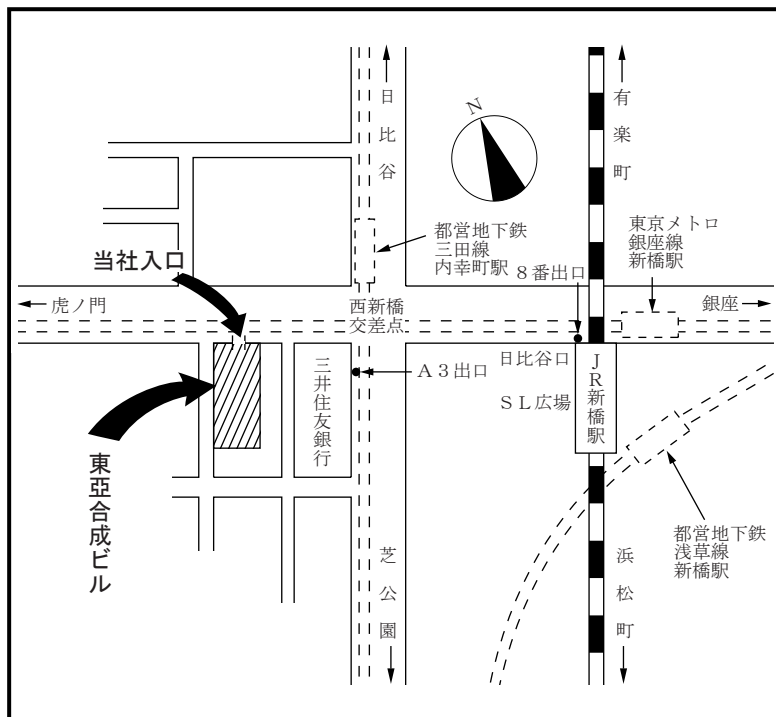 日比谷
有楽町
N
都営地下鉄
三田線
内幸町駅
東京メトロ
銀座線
新橋駅
8番出口
当社入口
虎ノ門
西新橋
交差点
銀座
三井住友銀行
A3出口
日比谷口
SL広場
JR新橋駅
東亞合成ビル
都営地下鉄
浅草線
新橋駅
芝公園
浜松町